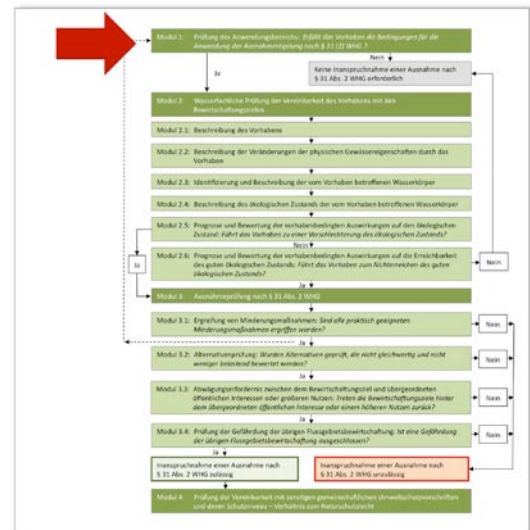 Modul 1: Prüfung des Anwendungsbereichs: Erfüllt das Vorhaben die Bedingungen für die
Anwendung der Ausnahmeregelung nach § 31 (2) WHG ?
Nein
Ja
Keine Inanspruchnahme einer Ausnahme nach
§ 31 Abs. 2 WHG erforderlich
Modul 2: Wasserfachliche Prüfung der Vereinbarkeit des Vorhabens mit den
Bewirtschaftungszielen
Modul 2.1: Beschreibung des Vorhabens
Modul 2.2: Beschreibung der Veränderungen der physischen Gewässereigenschaften durch das
Vorhaben
Modul 2.3: Identifizierung und Beschreibung der vom Vorhaben betroffenen Wasserkörper
Modul 2.4: Beschreibung des ökologischen Zustands der vom Vorhaben betroffenen Wasserkörper
Modul 2.5: Prognose und Bewertung der vorhabenbedingten Auswirkungen auf den ökologischen
Zustand: Führt das Vorhaben zu einer Verschlechterung des ökologischen Zustands?
Nein
Modul 2.6: Prognose und Bewertung der vorhabenbedingten Auswirkungen auf die Erreichbarkeit
des guten ökologischen Zustands: Führt das Vorhaben zum Nichterreichen des guten
ökologischen Zustands?
Nein
Ja
Ja
Modul 3: Ausnahmeprüfung nach § 31 Abs. 2 WHG
Modul 3.1: Ergreifung von Minderungsmaßnahmen: Sind alle praktisch geeigneten
Minderungsmaßnahmen ergriffen worden?
Nein
Ja
Modul 3.2: Alternativenprüfung: Wurden Alternativen geprüft, die nicht gleichwertig und nicht
weniger belastend bewertet werden?
Nein
Ja
Modul 3.3: Abwägungserfordernis zwischen dem Bewirtschaftungsziel und übergeordneten
öffentlichen Interessen oder größeren Nutzen: Treten die Bewirtschaftungsziele hinter
dem übergeordneten öffentlichen Interesse oder einem höheren Nutzen zurück?
Nein
Ja
Modul 3.4: Prüfung der Gefährdung der übrigen Flussgebietsbewirtschaftung: Ist eine Gefährdung
der übrigen Flussgebietsbewirtschaftung ausgeschlossen?
Nein
Ja
Inanspruchnahme einer Ausnahme nach
§ 31 Abs. 2 WHG zulässig
Inanspruchnahme einer Ausnahme nach
§ 31 Abs. 2 WHG unzulässig
Modul 4: Prüfung der Vereinbarkeit mit sonstigen gemeinschaftlichen Umweltschutzvorschriften
und deren Schutzniveau – Verhältnis zum Naturschutzrecht